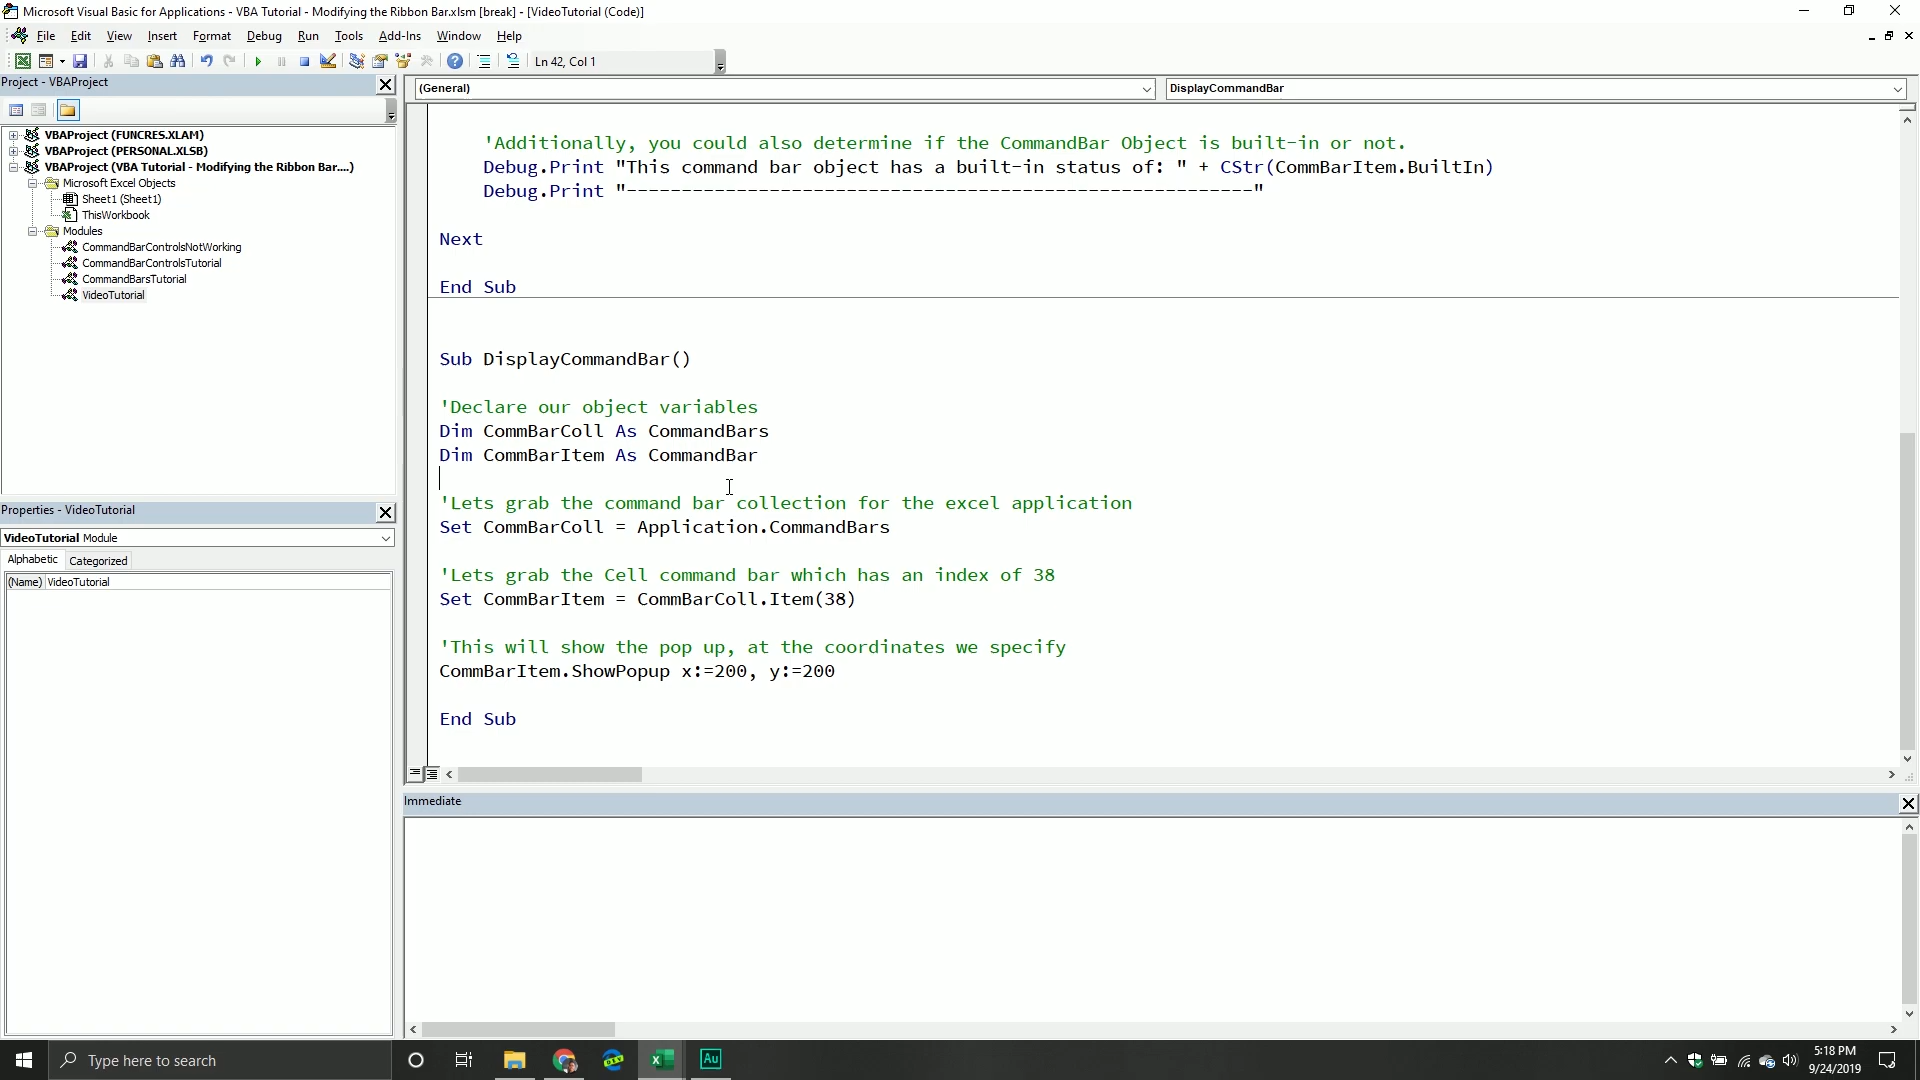 Microsoft Visual Basic for Applications - VBA Tutorial - Modifying the Ribbon Bar.xlsm [break] - [VideoTutorial (Code)]
File Edit View Insert Format Debug Run Tools Add-Ins Window Help
Ln 42, Col 1
Project - VBAProject
(General) DisplayCommandBar
VBAProject (FUNCRES.XLAM)
VBAProject (PERSONAL.XLSB)
VBAProject (VBA Tutorial - Modifying the Ribbon Bar....)
Microsoft Excel Objects
Sheet1 (Sheet1)
ThisWorkbook
Modules
CommandBarControlsNotWorking
CommandBarControlsTutorial
CommandBarsTutorial
VideoTutorial
'Additionally, you could also determine if the CommandBar Object is built-in or not.
Debug.Print "This command bar object has a built-in status of: " + CStr(CommBarItem.BuiltIn)
Debug.Print "---------------------------------------------------------"
Next
End Sub
Sub DisplayCommandBar()
'Declare our object variables
Dim CommBarColl As CommandBars
Dim CommBarItem As CommandBar
'Lets grab the command bar collection for the excel application
Set CommBarColl = Application.CommandBars
'Lets grab the Cell command bar which has an index of 38
Set CommBarItem = CommBarColl.Item(38)
'This will show the pop up, at the coordinates we specify
CommBarItem.ShowPopup x:=200, y:=200
End Sub
Properties - VideoTutorial
VideoTutorial Module
Alphabetic Categorized
(Name) VideoTutorial
Immediate
Type here to search
Au
5:18 PM
9/24/2019